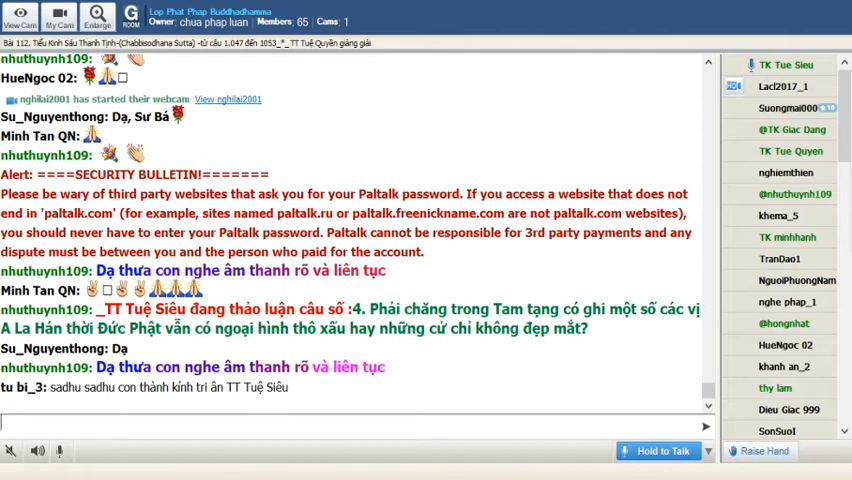 Lop Phat Phap Buddhadhamma
Owner: chua phap luan Members: 65 Cams: 1
View Cam
My Cam
Enlarge
G
ROOM
Bài 112. Tiểu Kinh Sáu Thanh Tịnh-(Chabbisodhana Sutta) -từ câu 1.047 đến 1053_*_ TT Tuệ Quyền giảng giải
nhuthuynh109:
HueNgoc 02:
nghilai2001 has started their webcam View nghilai2001
Su_Nguyenthong: Dạ, Sư Bá
Minh Tan QN:
nhuthuynh109:
Alert: ====SECURITY BULLETIN!=======
Please be wary of third party websites that ask you for your Paltalk password. If you access a website that does not
end in 'paltalk.com' (for example, sites named paltalk.ru or paltalk.freenickname.com are not paltalk.com websites),
you should never have to enter your Paltalk password. Paltalk cannot be responsible for 3rd party payments and any
dispute must be between you and the person who paid for the account.
nhuthuynh109: Dạ thưa con nghe âm thanh rõ và liên tục
Minh Tan QN:
nhuthuynh109: _TT Tuệ Siêu đang thảo luận câu số :4. Phải chăng trong Tam tạng có ghi một số các vị
A La Hán thời Đức Phật vẫn có ngoại hình thô xấu hay những cử chỉ không đẹp mắt?
Su_Nguyenthong: Dạ
nhuthuynh109: Dạ thưa con nghe âm thanh rõ và liên tục
tu bi_3: sadhu sadhu con thành kính tri ân TT Tuệ Siêu
Hold to Talk
TK Tue Sieu
Lacl2017_1
Suongmai000
@TK Giac Dang
TK Tue Quyen
nghiemthien
@nhuthuynh109
khema_5
TK minhhanh
TranDao1
NguoiPhuongNam
nghe phap_1
@hongnhat
HueNgoc 02
khanh an_2
thy lam
Dieu Giac 999
SonSuoI
Raise Hand